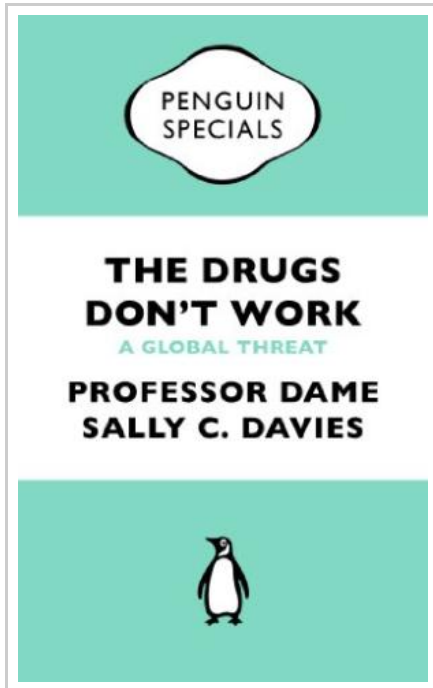 PENGUIN
SPECIALS
THE DRUGS
DON'T WORK
A GLOBAL THREAT
PROFESSOR DAME
SALLY C. DAVIES